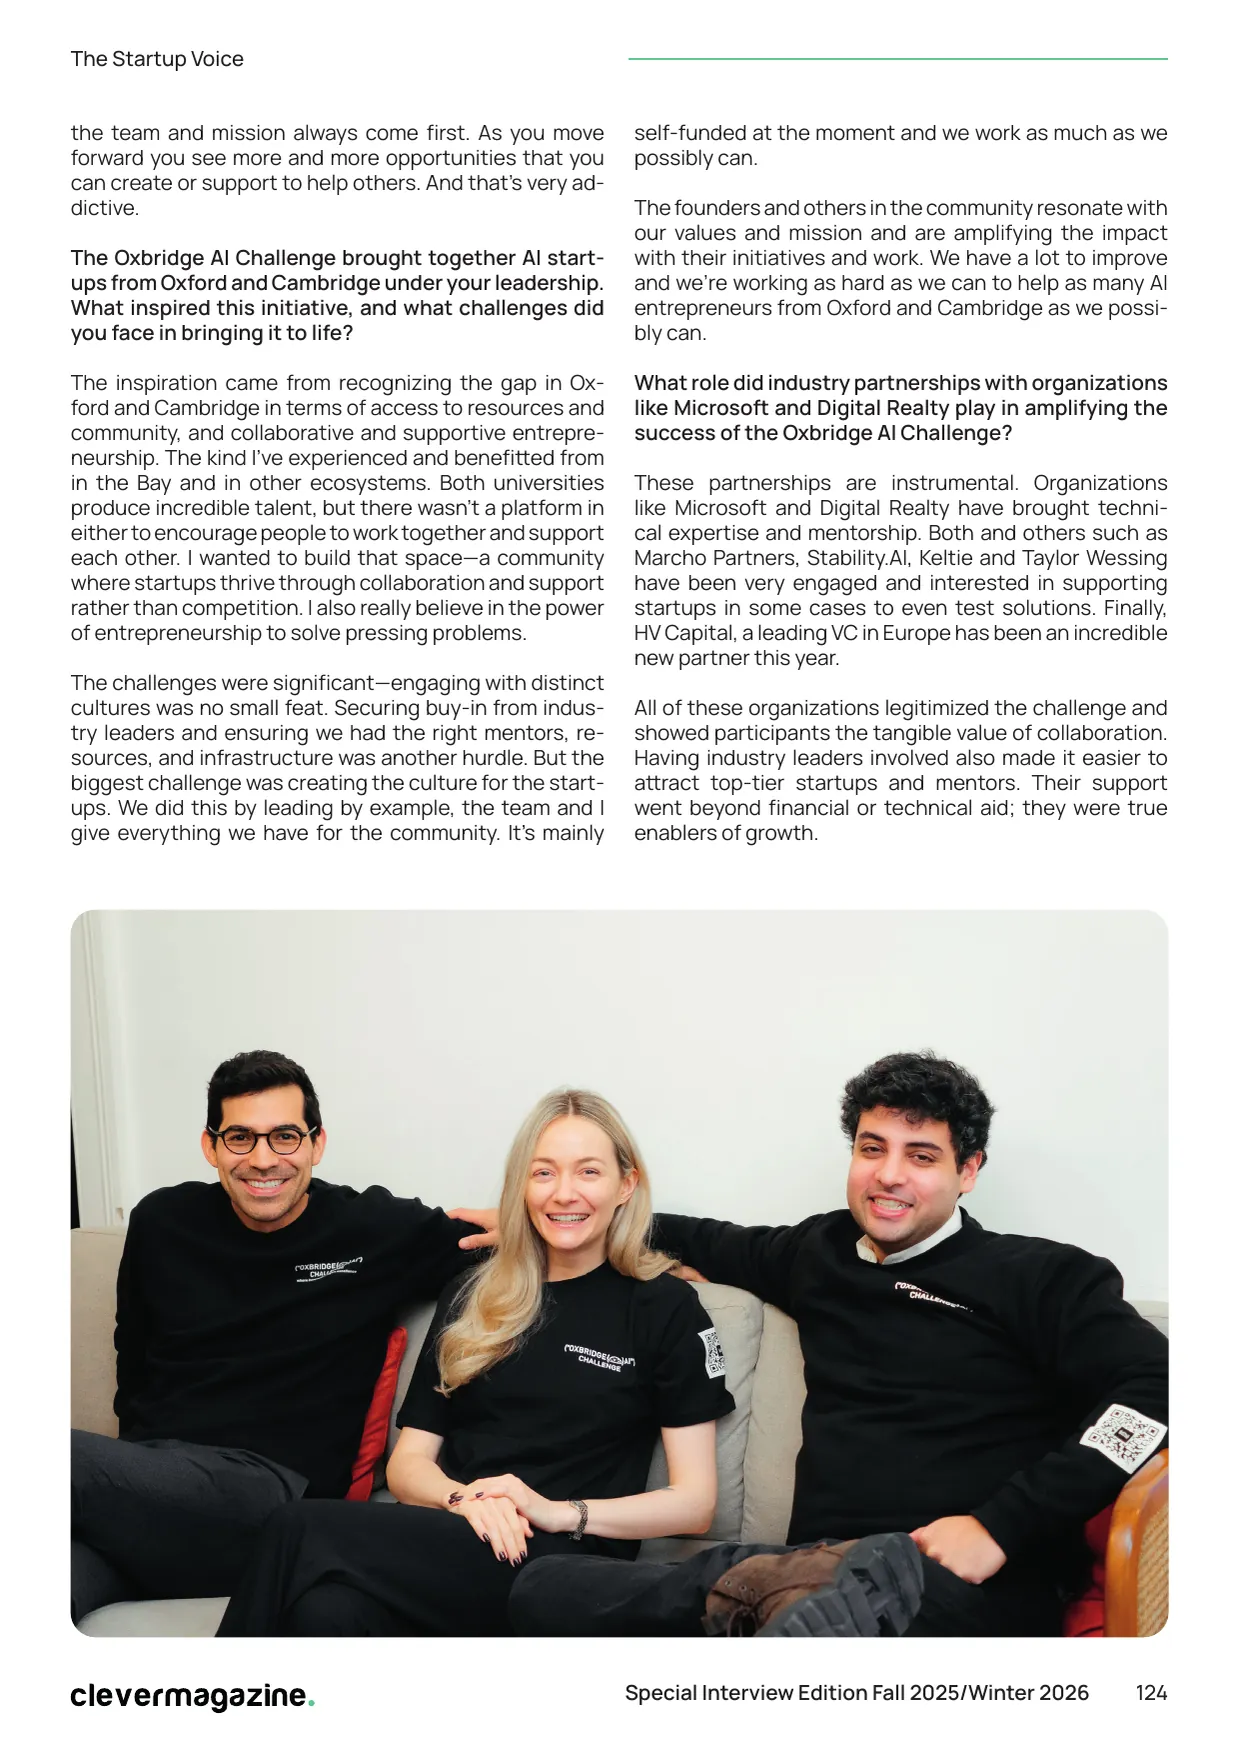 The Startup Voice
the team and mission always come first. As you move
forward you see more and more opportunities that you
can create or support to help others. And that's very ad-
dictive.
The Oxbridge AI Challenge brought together AI start-
ups from Oxford and Cambridge under your leadership.
What inspired this initiative, and what challenges did
you face in bringing it to life?
The inspiration came from recognizing the gap in Ox-
ford and Cambridge in terms of access to resources and
community, and collaborative and supportive entrepre-
neurship. The kind I've experienced and benefitted from
in the Bay and in other ecosystems. Both universities
produce incredible talent, but there wasn't a platform in
either to encourage people to work together and support
each other. I wanted to build that space—a community
where startups thrive through collaboration and support
rather than competition. I also really believe in the power
of entrepreneurship to solve pressing problems.
The challenges were significant—engaging with distinct
cultures was no small feat. Securing buy-in from indus-
try leaders and ensuring we had the right mentors, re-
sources, and infrastructure was another hurdle. But the
biggest challenge was creating the culture for the start-
ups. We did this by leading by example, the team and I
give everything we have for the community. It's mainly
self-funded at the moment and we work as much as we
possibly can.
The founders and others in the community resonate with
our values and mission and are amplifying the impact
with their initiatives and work. We have a lot to improve
and we're working as hard as we can to help as many AI
entrepreneurs from Oxford and Cambridge as we possi-
bly can.
What role did industry partnerships with organizations
like Microsoft and Digital Realty play in amplifying the
success of the Oxbridge AI Challenge?
These partnerships are instrumental. Organizations
like Microsoft and Digital Realty have brought techni-
cal expertise and mentorship. Both and others such as
Marcho Partners, Stability.AI, Keltie and Taylor Wessing
have been very engaged and interested in supporting
startups in some cases to even test solutions. Finally,
HV Capital, a leading VC in Europe has been an incredible
new partner this year.
All of these organizations legitimized the challenge and
showed participants the tangible value of collaboration.
Having industry leaders involved also made it easier to
attract top-tier startups and mentors. Their support
went beyond financial or technical aid; they were true
enablers of growth.
OXBRIDGE AI
OXBRIDGE AI
CHALLENGE
CHALLENGE
clevermagazine.
Special Interview Edition Fall 2025/Winter 2026
124